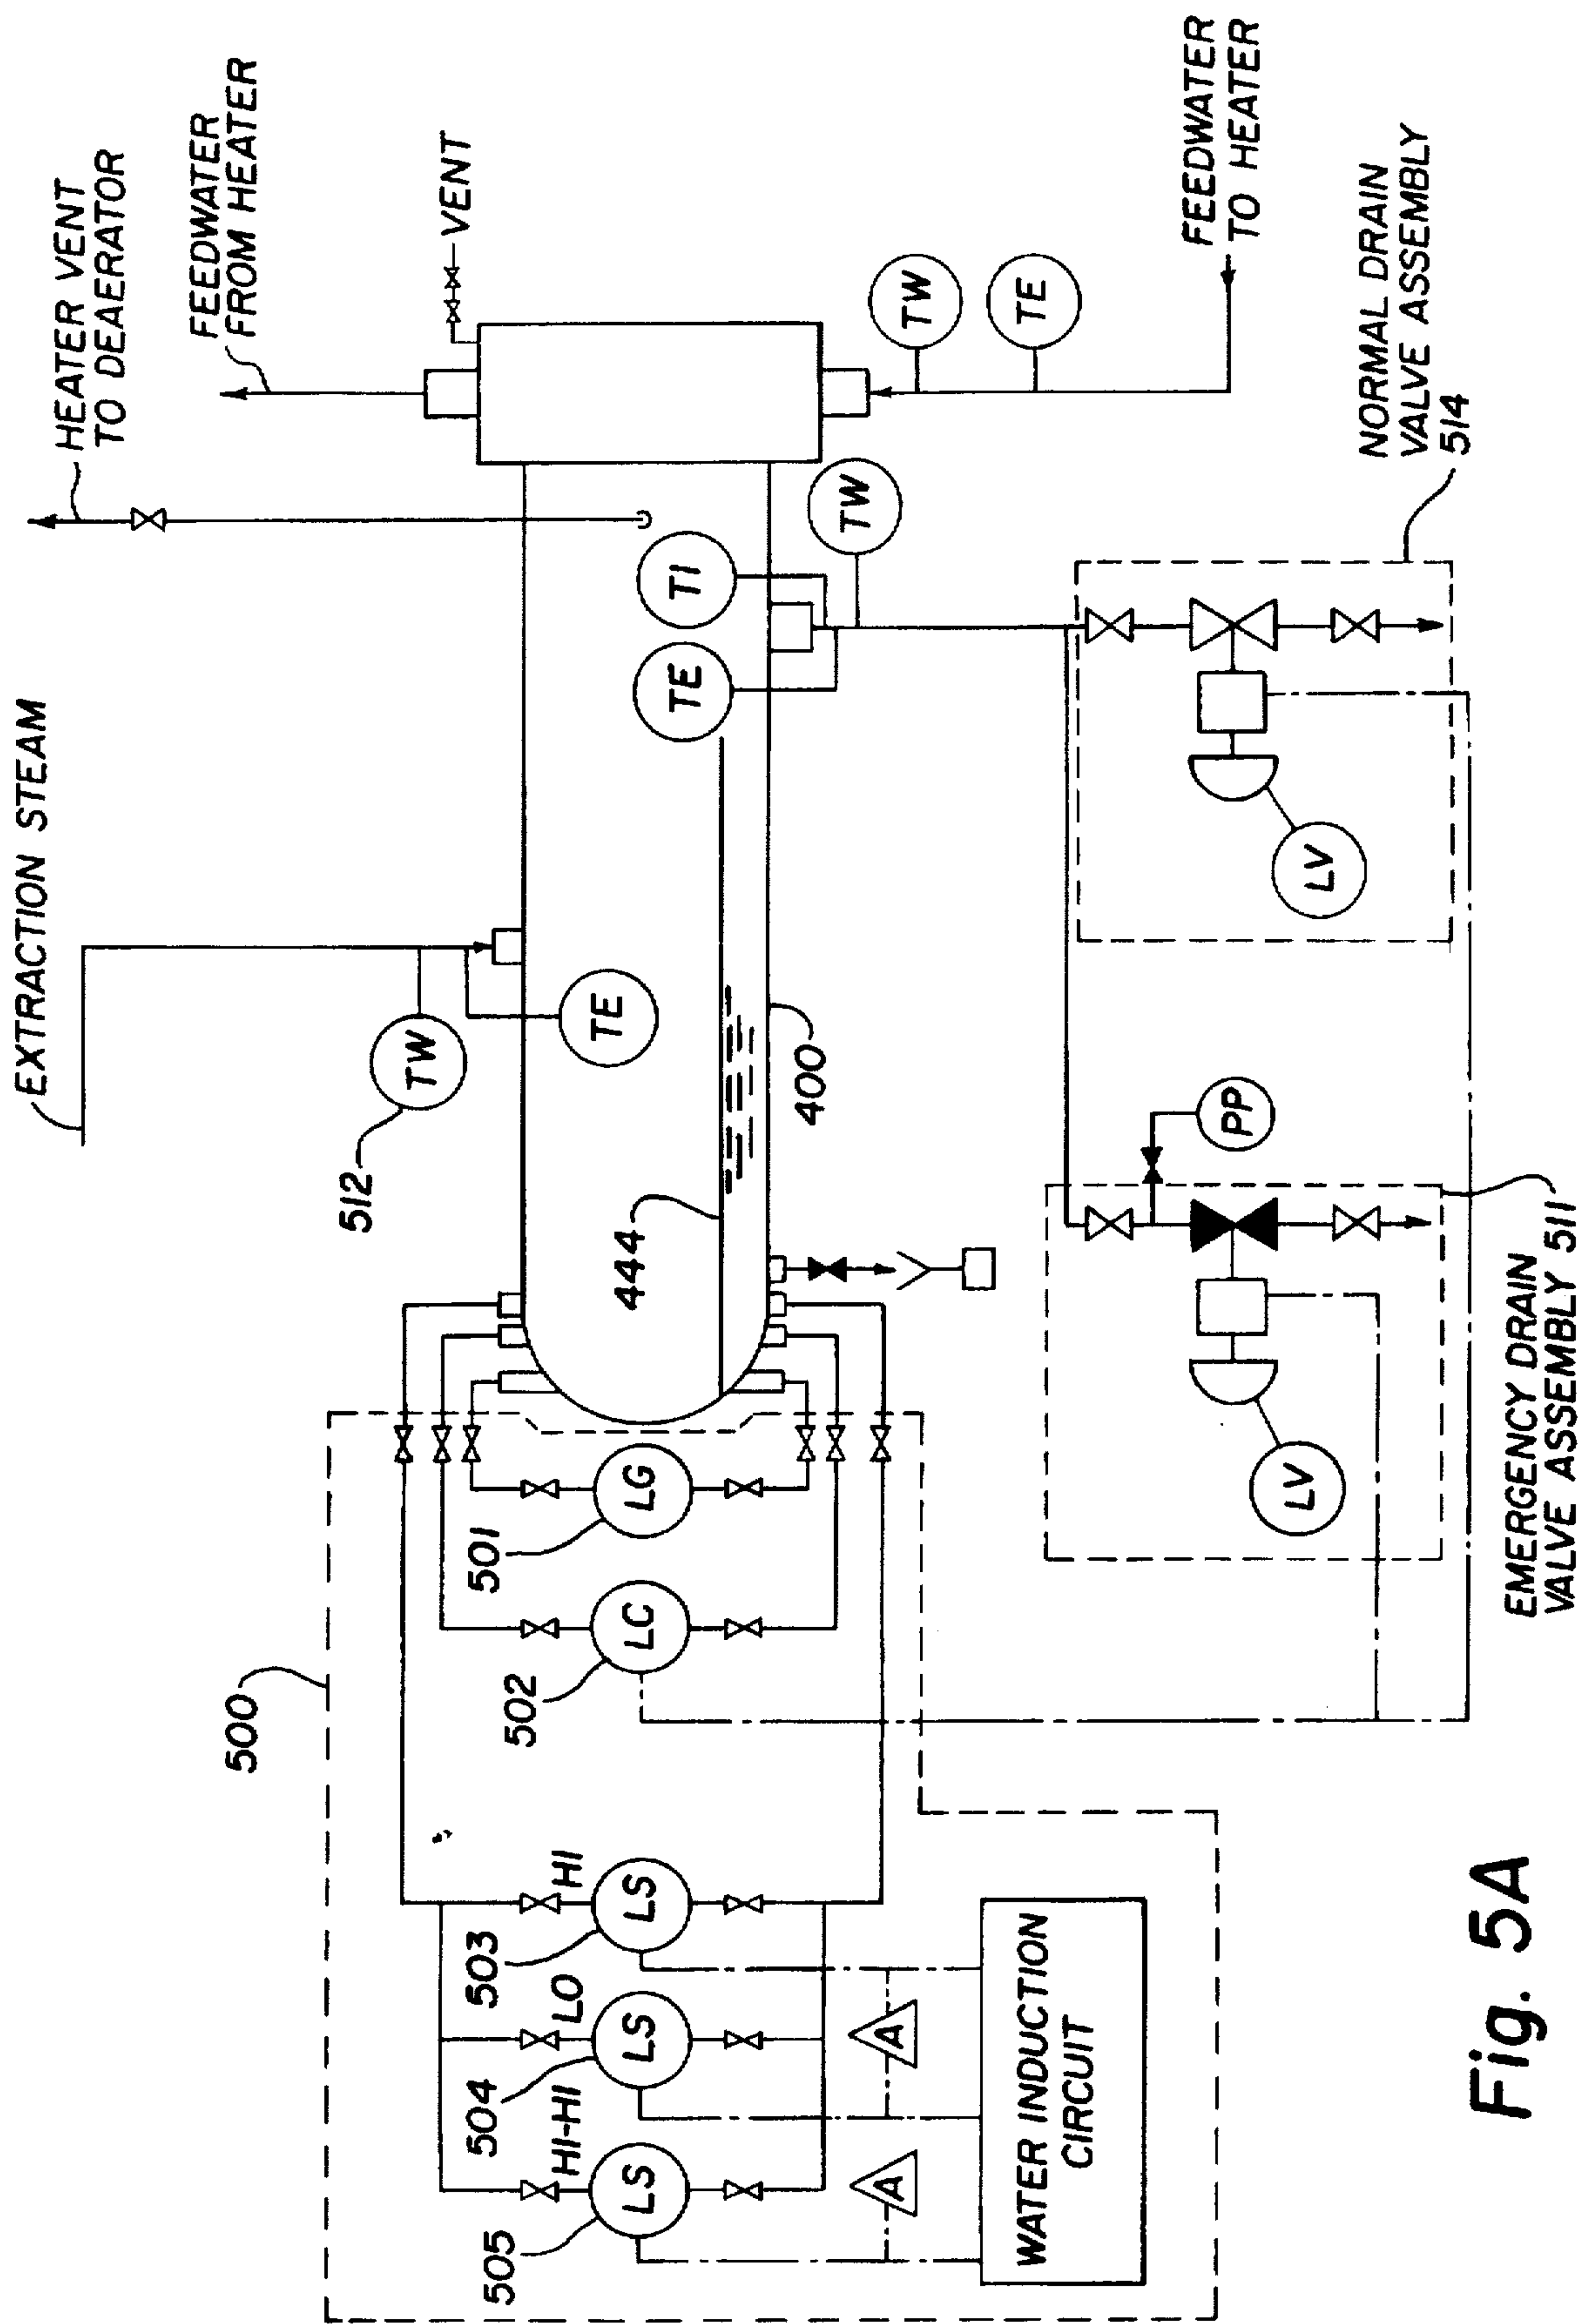 EXTRACTION STEAM
HEATER VENT
TO DEAERATOR
FEEDWATER
FROM HEATER
VENT
512
TW
TE
TI
TE
TW
TW
TE
FEEDWATER
TO HEATER
444
400
500
501
LG
502
LC
503
HI
LS
504
LO
LS
505
HI-HI
LS
A
A
WATER INDUCTION
CIRCUIT
PP
LV
LV
NORMAL DRAIN
VALVE ASSEMBLY
514
EMERGENCY DRAIN
VALVE ASSEMBLY 511
Fig. 5A